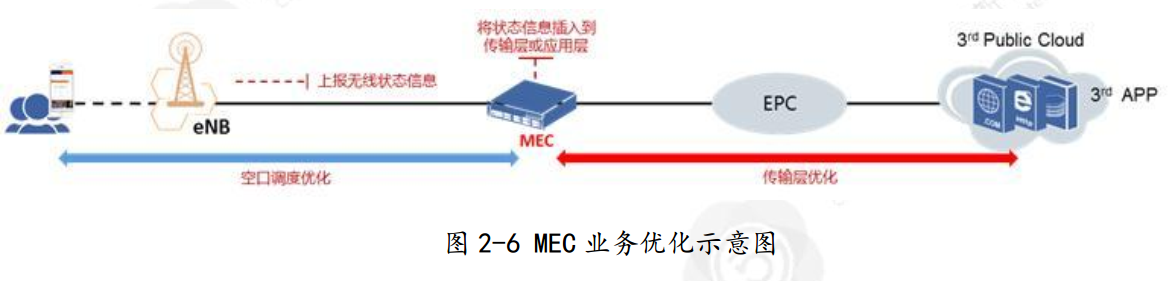 将状态信息插入到
传输层或应用层
3rd Public Cloud
上报无线状态信息
EPC
3rd APP
.COM
eNB
MEC
空口调度优化
传输层优化
图 2-6 MEC 业务优化示意图